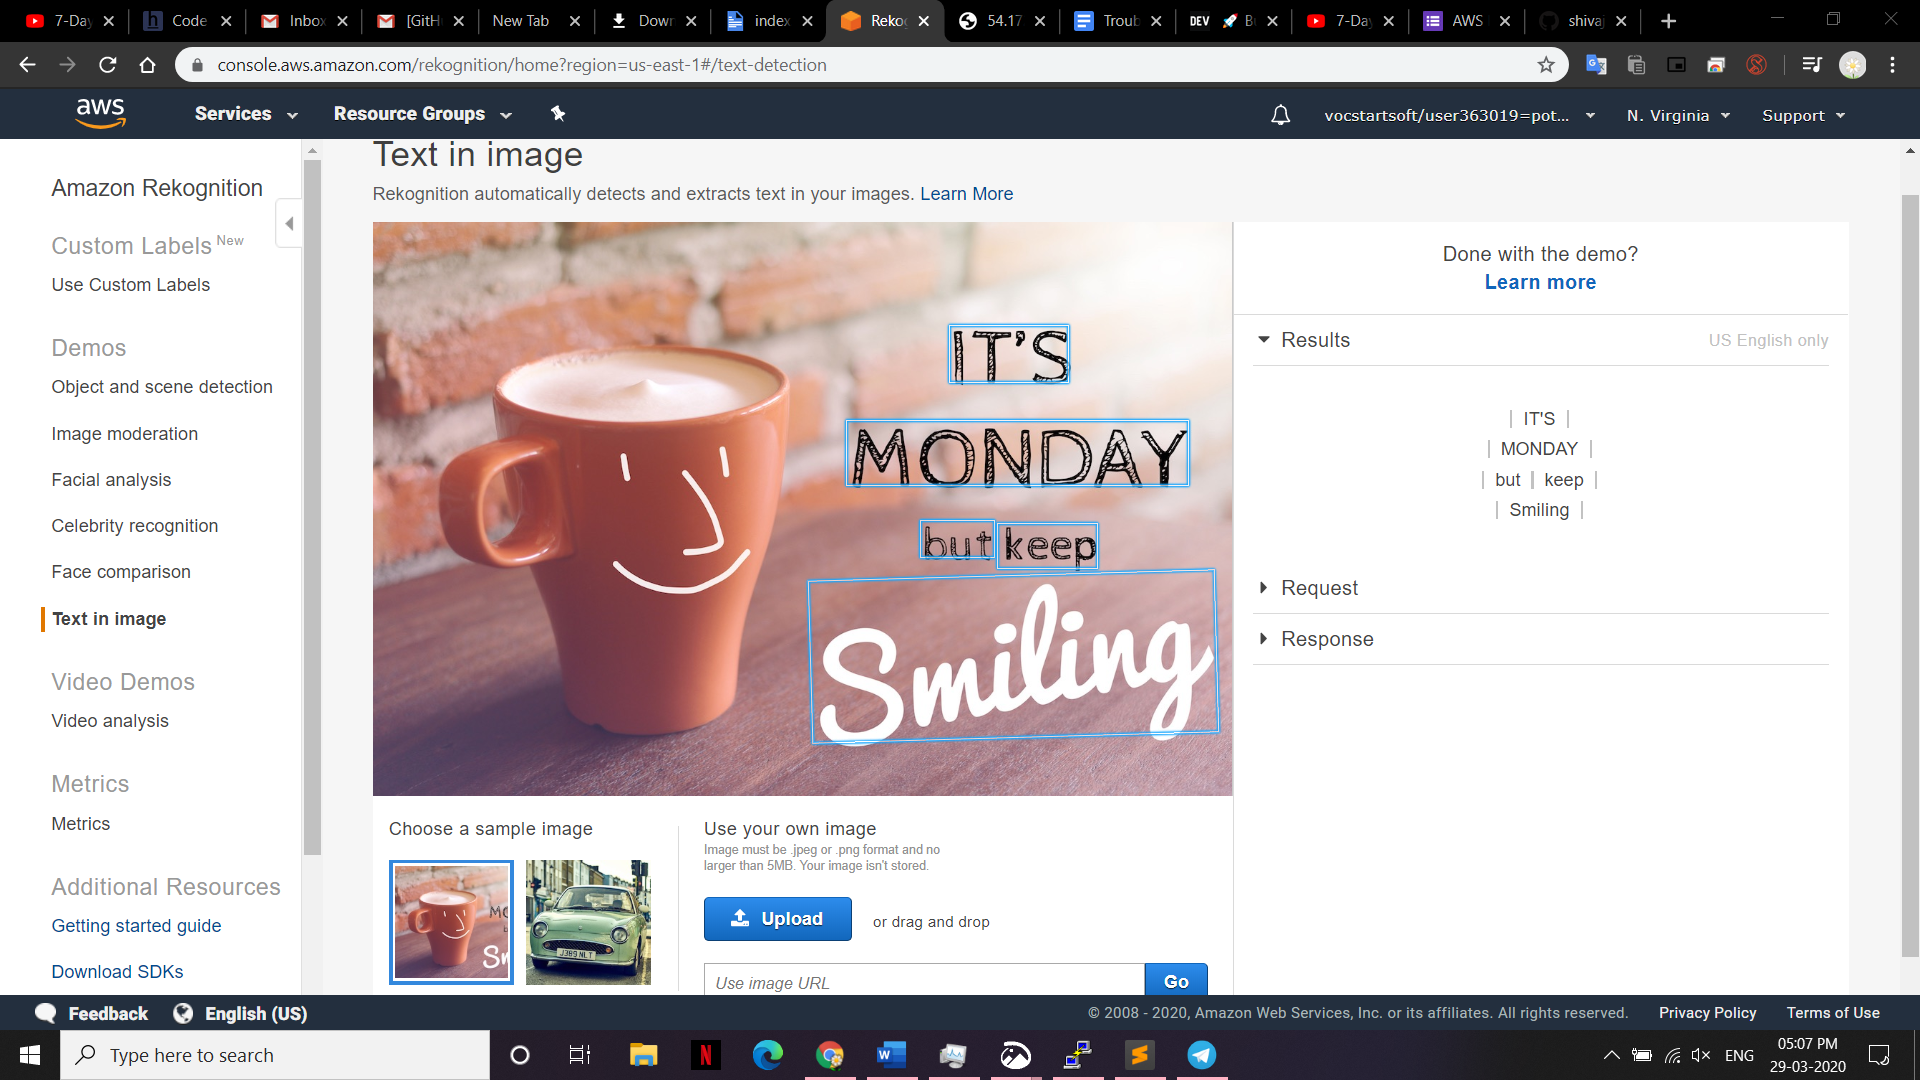 7-Day
Code
Inbox
[GitH
New Tab
Down
index
Rekog
54.17
Troub
DEV
7-Day
AWS
shivaj
console.aws.amazon.com/rekognition/home?region=us-east-1#/text-detection
aws
Services
Resource Groups
vocstartsoft/user363019=pot...
N. Virginia
Support
Amazon Rekognition
Custom Labels New
Use Custom Labels
Demos
Object and scene detection
Image moderation
Facial analysis
Celebrity recognition
Face comparison
Text in image
Video Demos
Video analysis
Metrics
Metrics
Additional Resources
Getting started guide
Download SDKs
Text in image
Rekognition automatically detects and extracts text in your images. Learn More
IT'S
MONDAY
but keep
Smiling
Choose a sample image
J389 NLT
Use your own image
Image must be .jpeg or .png format and no
larger than 5MB. Your image isn't stored.
Upload
or drag and drop
Use image URL
Go
Done with the demo?
Learn more
Results
US English only
| IT'S |
| MONDAY |
| but | keep |
| Smiling |
Request
Response
Feedback
English (US)
© 2008 - 2020, Amazon Web Services, Inc. or its affiliates. All rights reserved.
Privacy Policy
Terms of Use
Type here to search
ENG
05:07 PM
29-03-2020